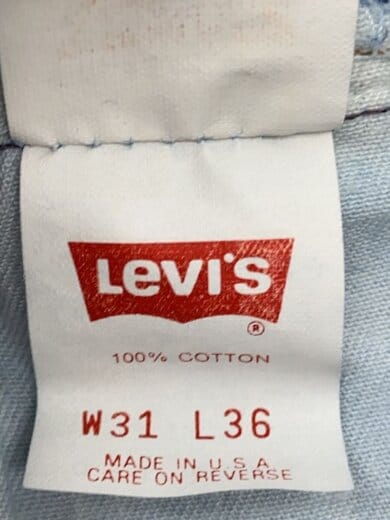 Levi's
®
100% COTTON
W31 L36
MADE IN U.S.A.
CARE ON REVERSE